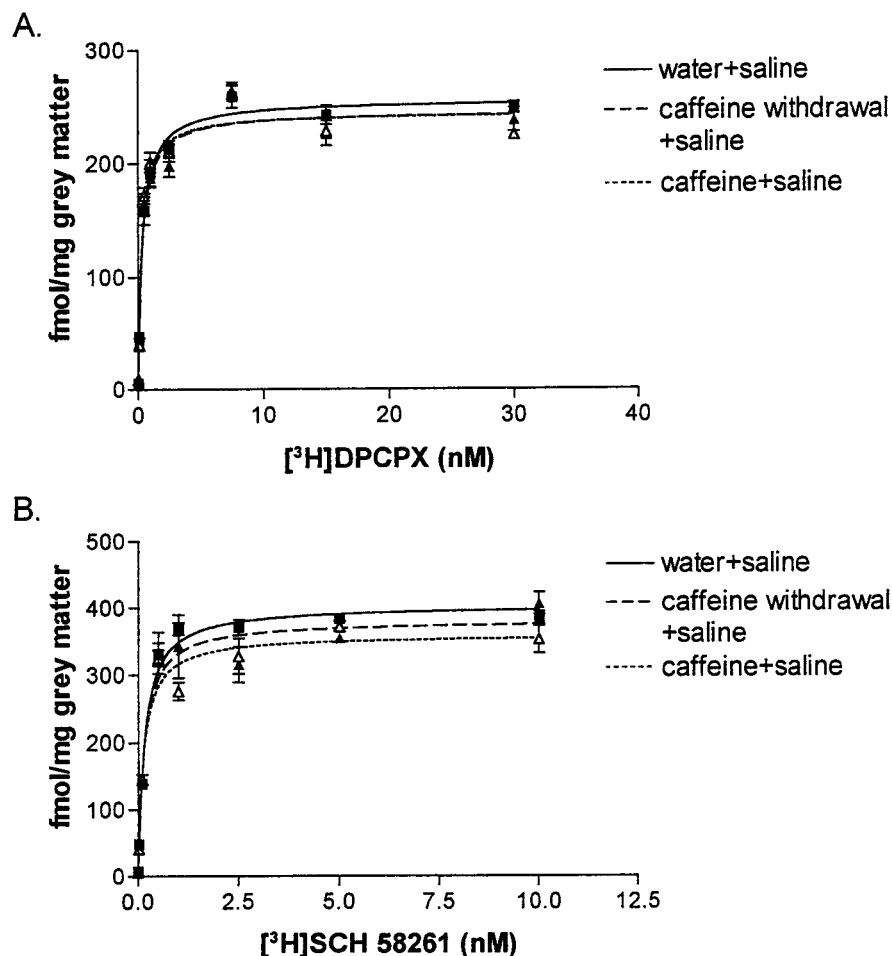 A.
300
200
100
0
fmol/mg grey matter
0
10
20
30
40
[³H]DPCPX (nM)
water+saline
caffeine withdrawal
+saline
caffeine+saline
B.
500
400
300
200
100
0
fmol/mg grey matter
0.0
2.5
5.0
7.5
10.0
12.5
[³H]SCH 58261 (nM)
water+saline
caffeine withdrawal
+saline
caffeine+saline